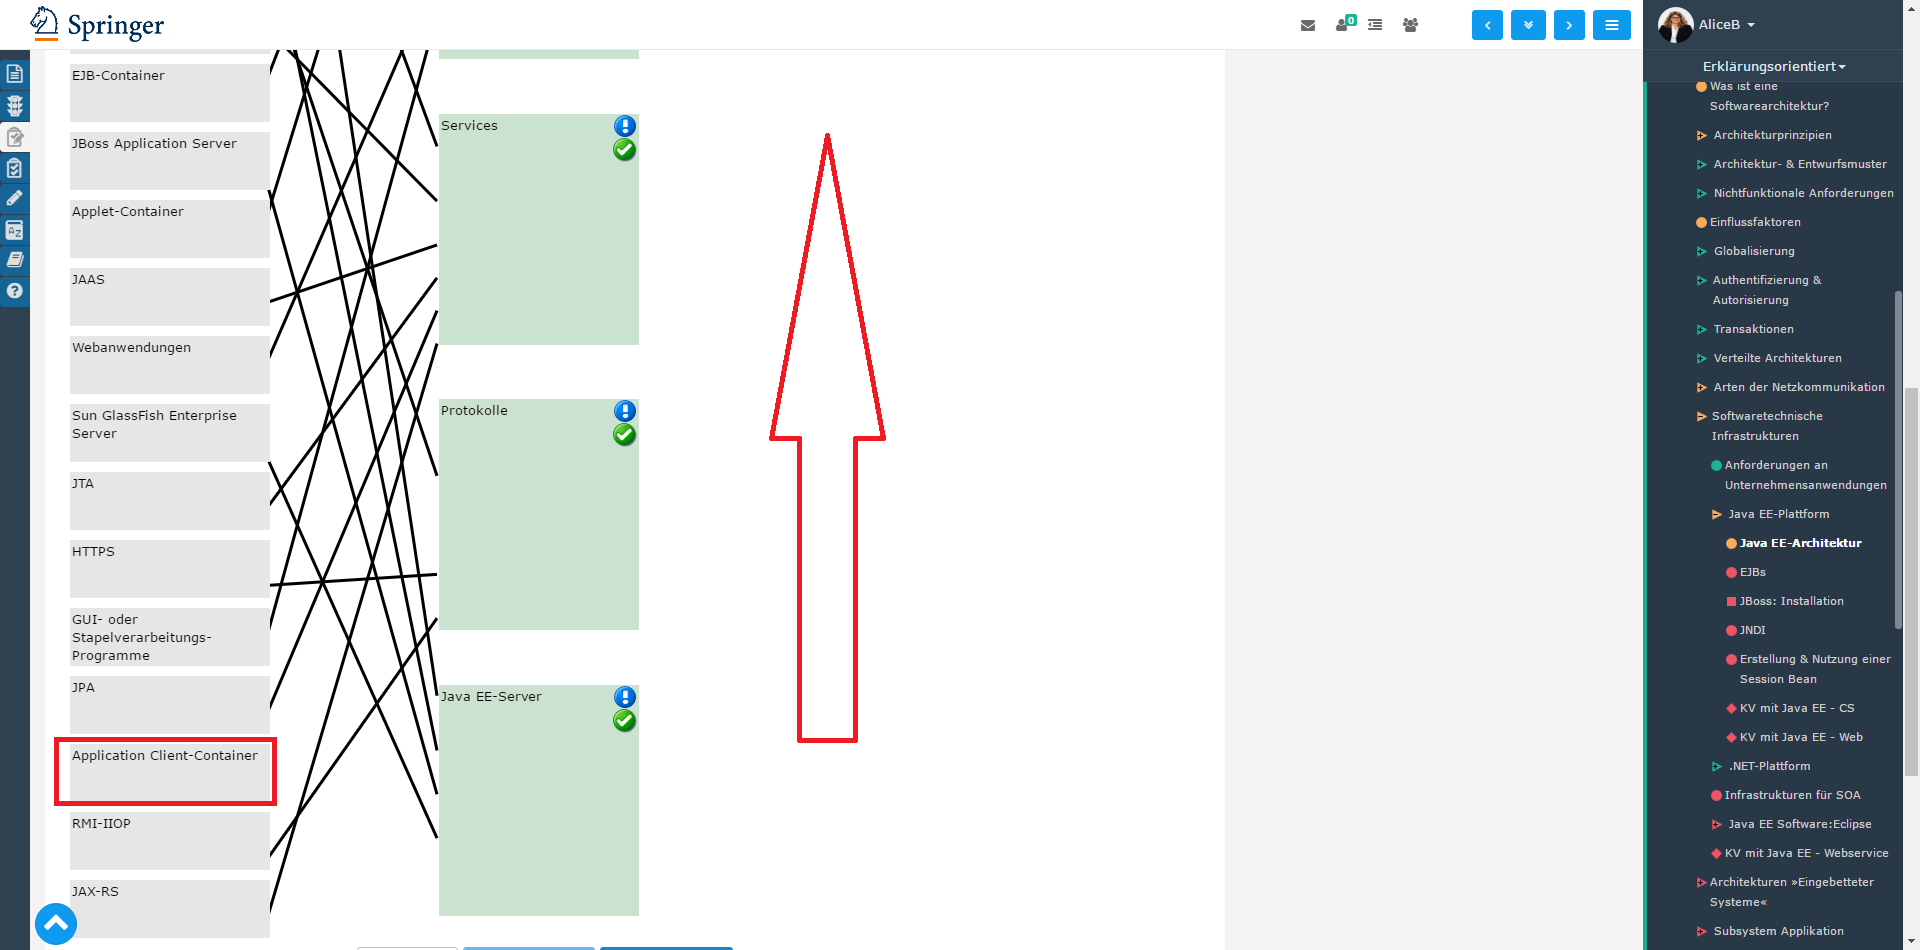 Springer
0
AliceB
Erklärungsorientiert
EJB-Container
JBoss Application Server
Applet-Container
JAAS
Webanwendungen
Sun GlassFish Enterprise
Server
JTA
HTTPS
GUI- oder
Stapelverarbeitungs-
Programme
JPA
Application Client-Container
RMI-IIOP
JAX-RS
Services
Protokolle
Java EE-Server
Was ist eine
Softwarearchitektur?
Architekturprinzipien
Architektur- & Entwurfsmuster
Nichtfunktionale Anforderungen
Einflussfaktoren
Globalisierung
Authentifizierung &
Autorisierung
Transaktionen
Verteilte Architekturen
Arten der Netzkommunikation
Softwaretechnische
Infrastrukturen
Anforderungen an
Unternehmensanwendungen
Java EE-Plattform
Java EE-Architektur
EJBs
JBoss: Installation
JNDI
Erstellung & Nutzung einer
Session Bean
KV mit Java EE - CS
KV mit Java EE - Web
.NET-Plattform
Infrastrukturen für SOA
Java EE Software:Eclipse
KV mit Java EE - Webservice
Architekturen »Eingebetteter
Systeme«
Subsystem Applikation